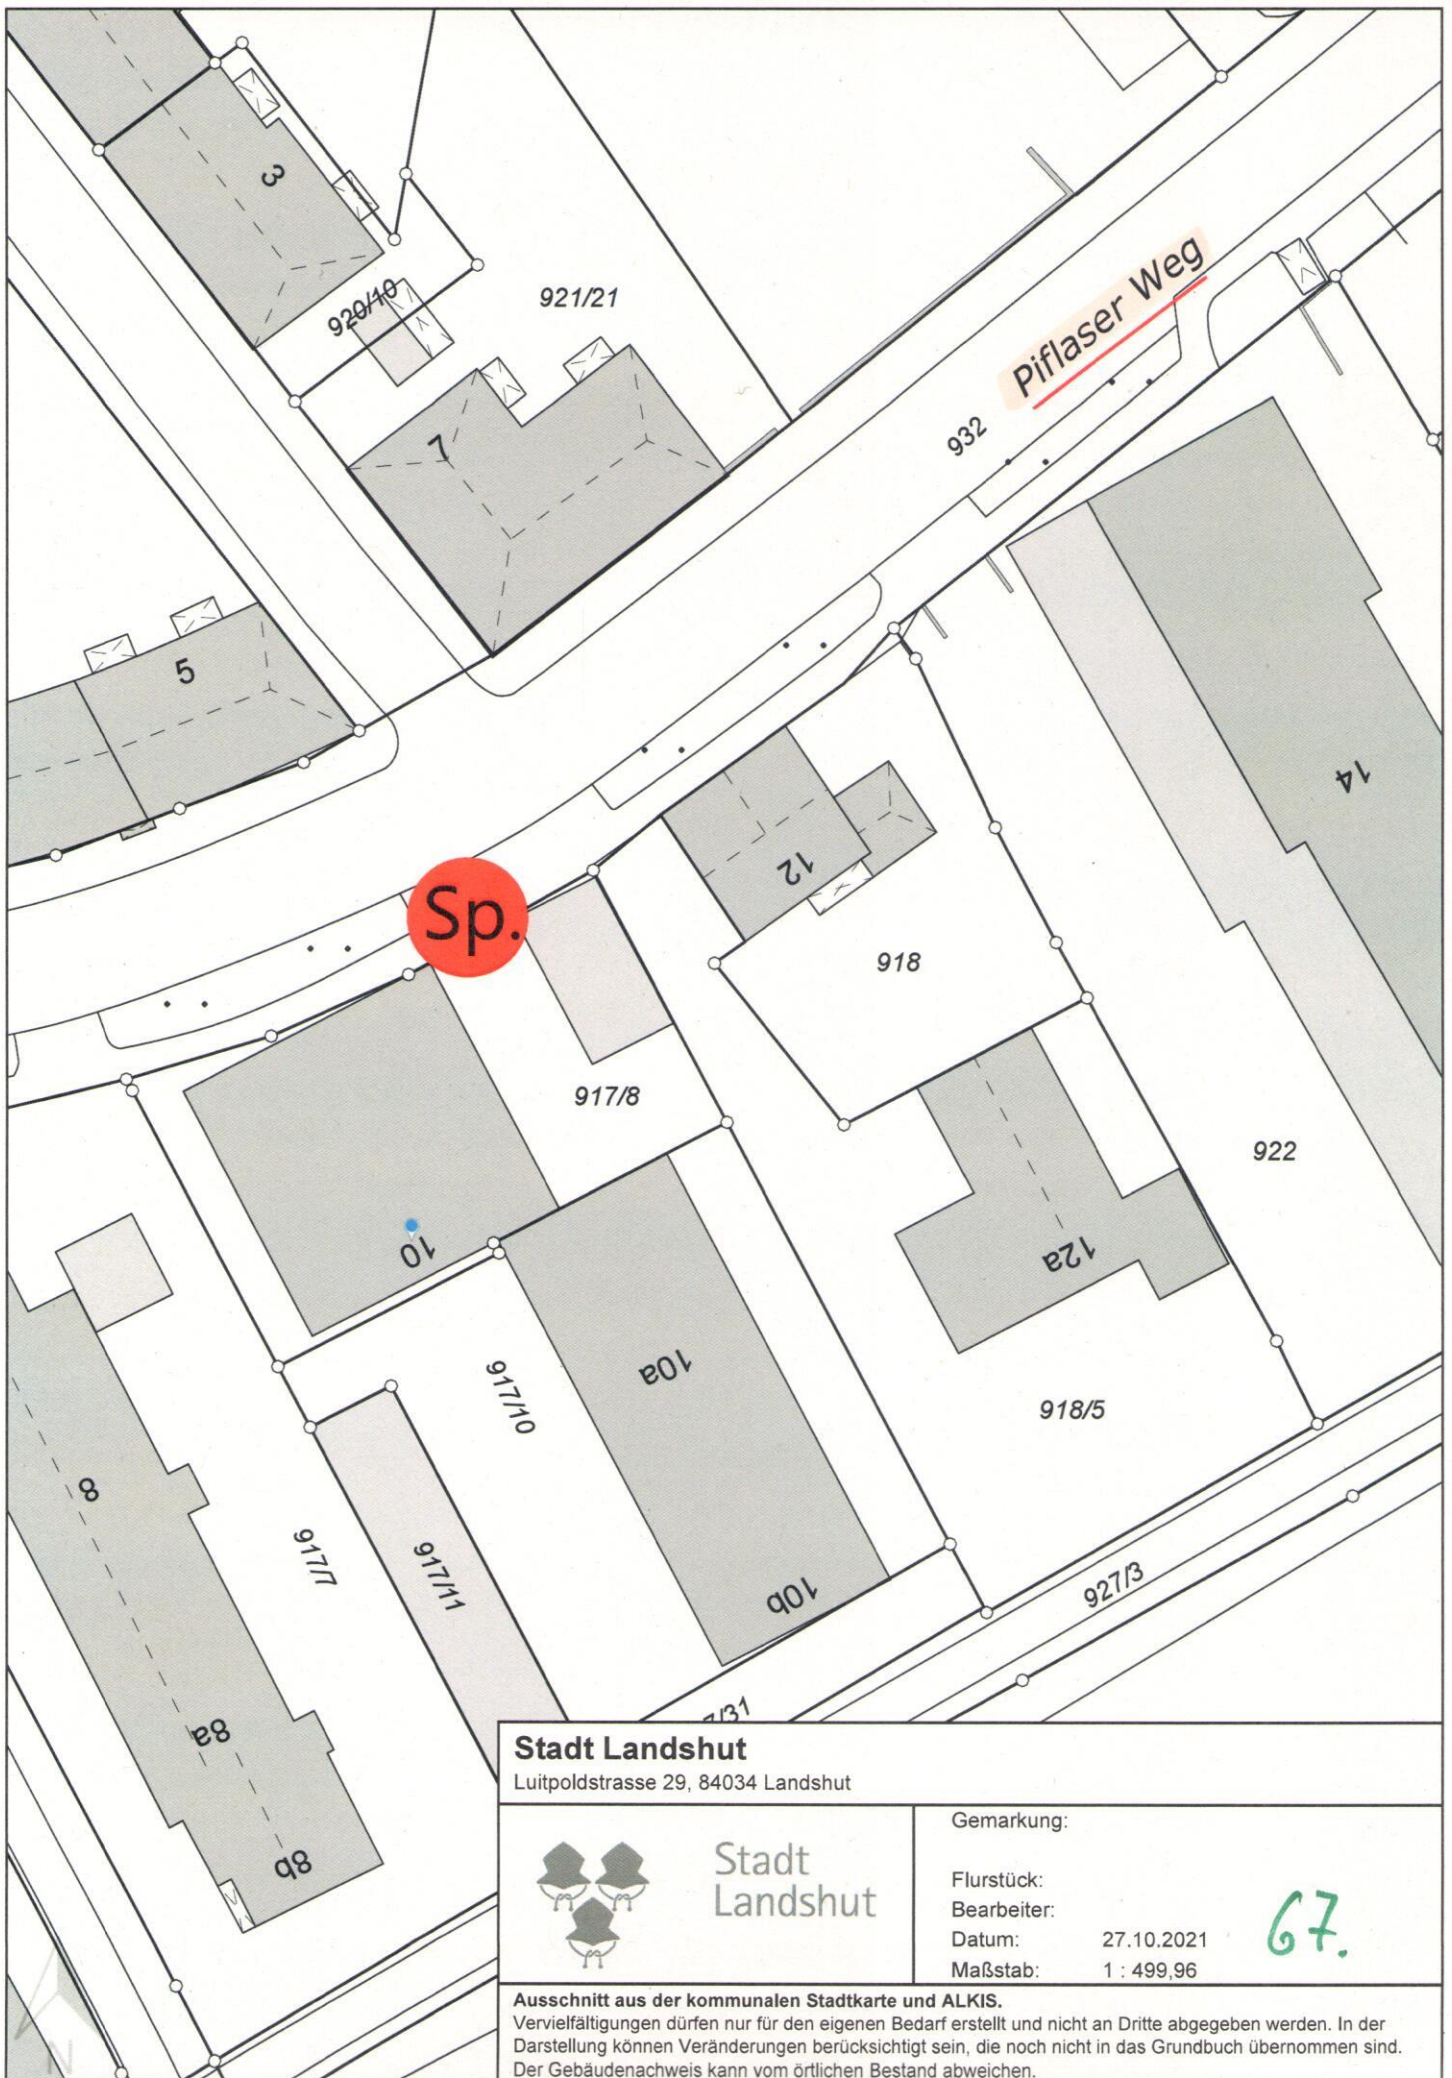 3
920/10
921/21
Piflaser Weg
932
7
5
14
12
Sp.
918
917/8
922
10
12a
10a
917/10
918/5
8
917/7
917/11
10b
927/3
7/31
8a
8b
Stadt Landshut
Luitpoldstrasse 29, 84034 Landshut
Stadt
Landshut
Gemarkung:
Flurstück:
Bearbeiter:
Datum: 27.10.2021
Maßstab: 1 : 499,96
67.
N
Ausschnitt aus der kommunalen Stadtkarte und ALKIS.
Vervielfältigungen dürfen nur für den eigenen Bedarf erstellt und nicht an Dritte abgegeben werden. In der
Darstellung können Veränderungen berücksichtigt sein, die noch nicht in das Grundbuch übernommen sind.
Der Gebäudenachweis kann vom örtlichen Bestand abweichen.